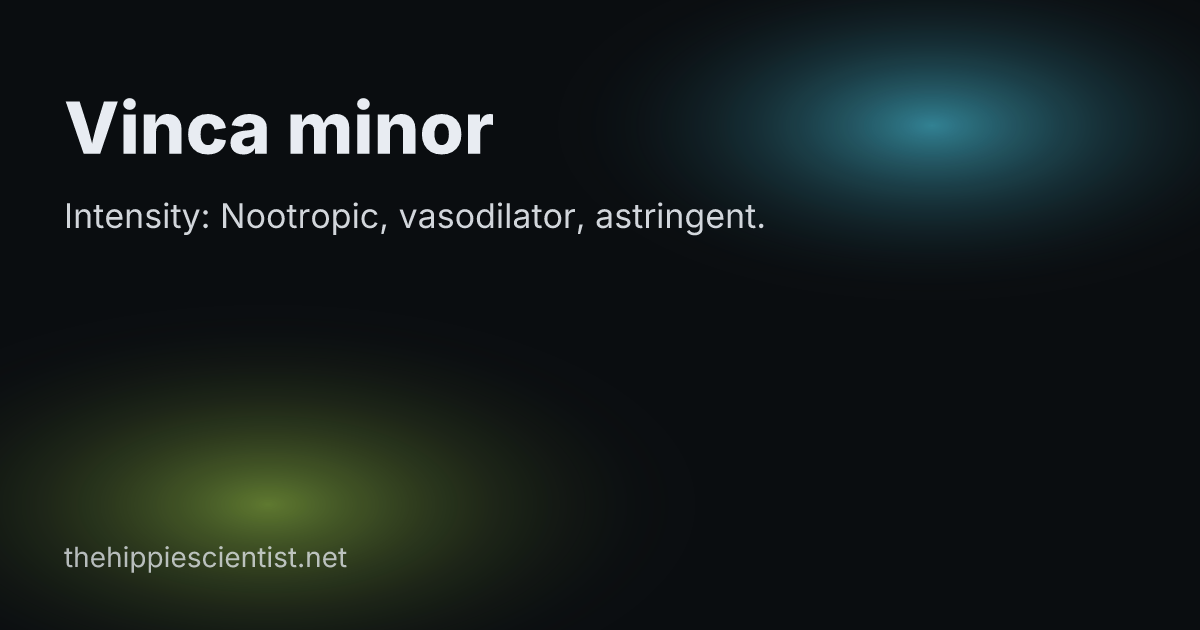 Vinca minor
Intensity: Nootropic, vasodilator, astringent.
thehippiescientist.net